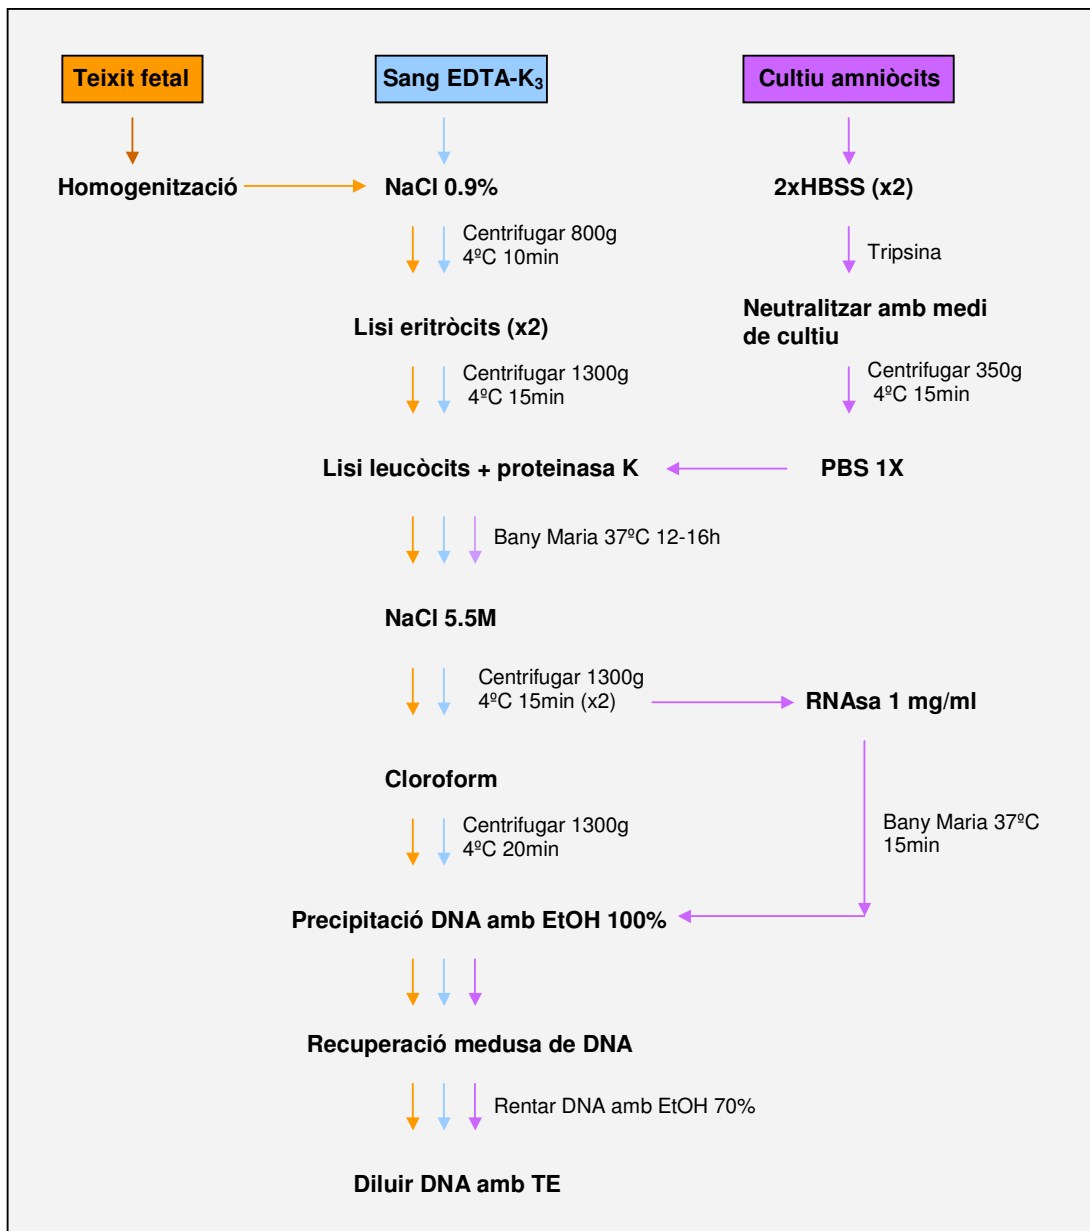 Teixit fetal
Sang EDTA-K₃
Cultiu amniòcits
Homogenització
NaCl 0.9%
2xHBSS (x2)
Centrifugar 800g
4ºC 10min
Tripsina
Lisi eritròcits (x2)
Neutralitzar amb medi
de cultiu
Centrifugar 1300g
4ºC 15min
Centrifugar 350g
4ºC 15min
Lisi leucòcits + proteinasa K
PBS 1X
Bany Maria 37ºC 12-16h
NaCl 5.5M
Centrifugar 1300g
4ºC 15min (x2)
RNAsa 1 mg/ml
Cloroform
Centrifugar 1300g
4ºC 20min
Bany Maria 37ºC
15min
Precipitació DNA amb EtOH 100%
Recuperació medusa de DNA
Rentar DNA amb EtOH 70%
Diluir DNA amb TE